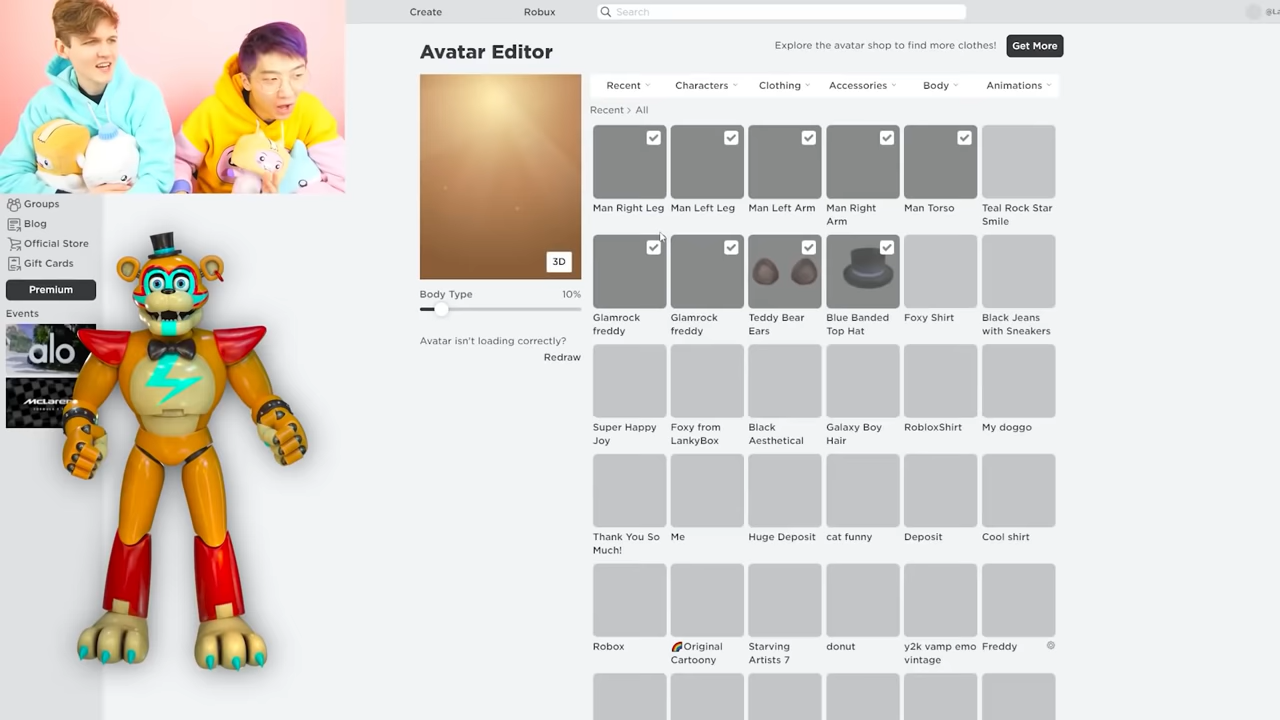 Create
Robux
Search
@La
Avatar Editor
Explore the avatar shop to find more clothes!
Get More
Recent
Characters
Clothing
Accessories
Body
Animations
Recent > All
3D
Body Type
10%
Avatar isn't loading correctly?
Redraw
Groups
Blog
Official Store
Gift Cards
Premium
Events
alo
McLaren
Man Right Leg
Man Left Leg
Man Left Arm
Man Right
Arm
Man Torso
Teal Rock Star
Smile
Glamrock
freddy
Glamrock
freddy
Teddy Bear
Ears
Blue Banded
Top Hat
Foxy Shirt
Black Jeans
with Sneakers
Super Happy
Joy
Foxy from
LankyBox
Black
Aesthetical
Galaxy Boy
Hair
RobloxShirt
My doggo
Thank You So
Much!
Me
Huge Deposit
cat funny
Deposit
Cool shirt
Robox
🌈Original
Cartoony
Starving
Artists 7
donut
y2k vamp emo
vintage
Freddy